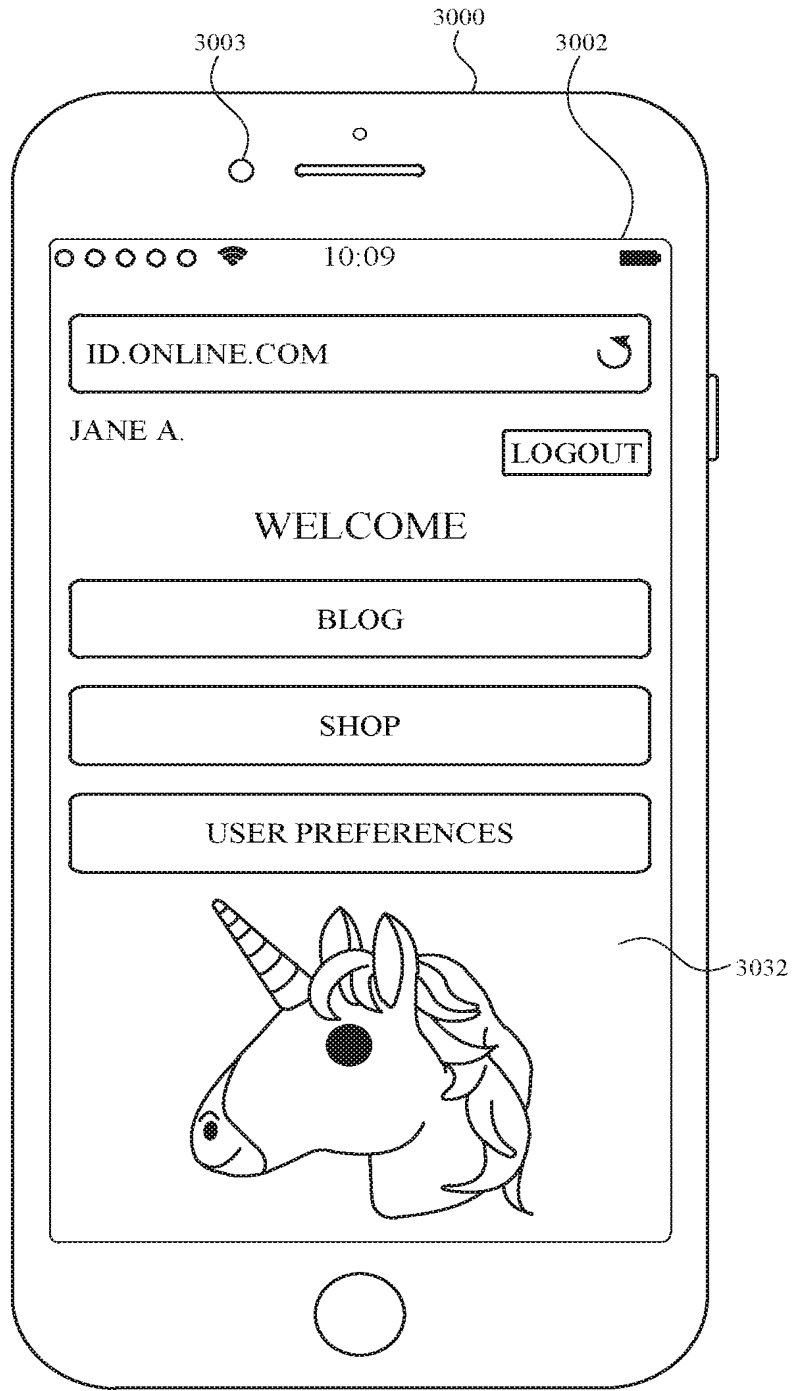 3000
3003
3002
10:09
ID.ONLINE.COM
JANE A.
LOGOUT
WELCOME
BLOG
SHOP
USER PREFERENCES
3032